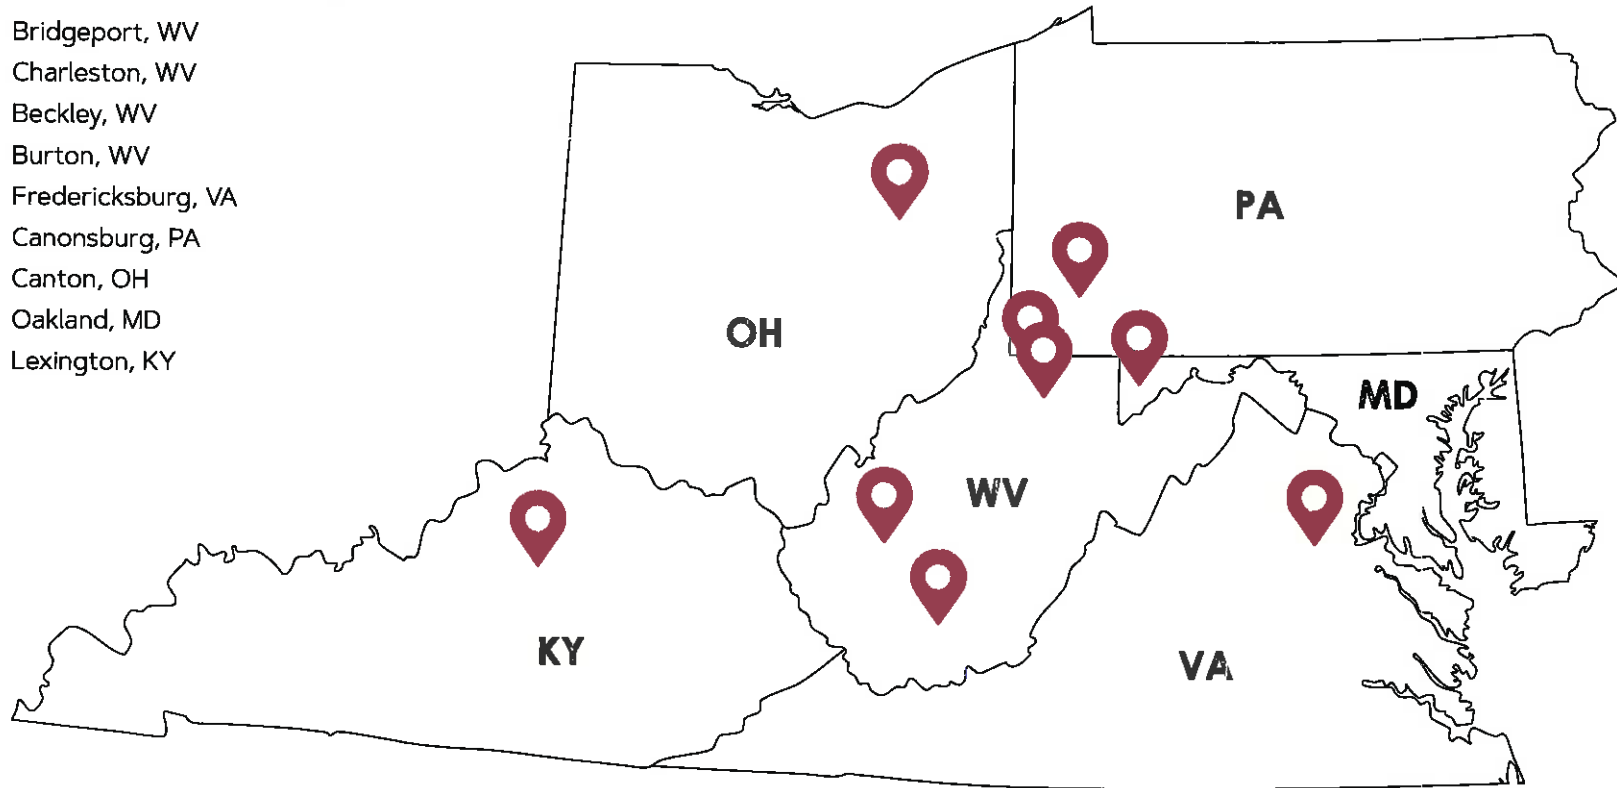 Bridgeport, WV
Charleston, WV
Beckley, WV
Burton, WV
Fredericksburg, VA
Canonsburg, PA
Canton, OH
Oakland, MD
Lexington, KY
PA
OH
MD
WV
KY
VA